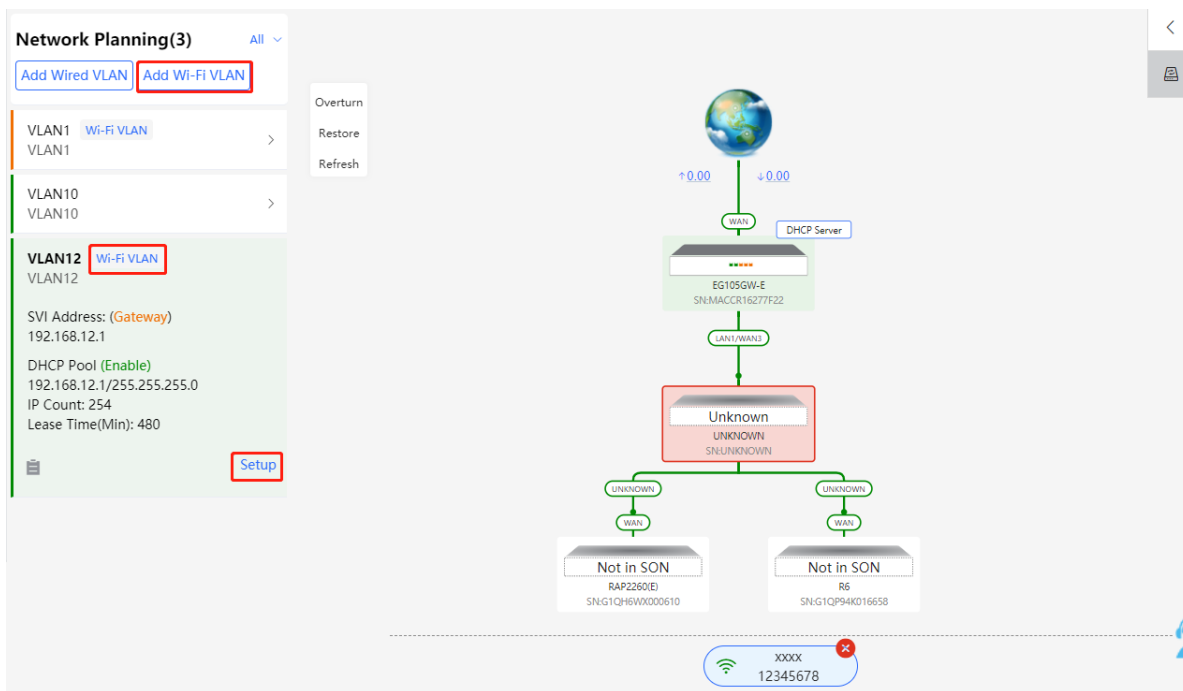 Network Planning(3)
All
Add Wired VLAN
Add Wi-Fi VLAN
VLAN1 Wi-Fi VLAN
VLAN1
VLAN10
VLAN10
VLAN12 Wi-Fi VLAN
VLAN12
SVI Address: (Gateway)
192.168.12.1
DHCP Pool (Enable)
192.168.12.1/255.255.255.0
IP Count: 254
Lease Time(Min): 480
Setup
Overturn
Restore
Refresh
↑0.00
↓0.00
WAN
DHCP Server
EG105GW-E
SN:MACCR16277F22
LAN1/WAN3
Unknown
UNKNOWN
SN:UNKNOWN
UNKNOWN
UNKNOWN
WAN
WAN
Not in SON
RAP2260(E)
SN:G1QH6WX000610
Not in SON
R6
SN:G1QP94K016658
xxxx
12345678